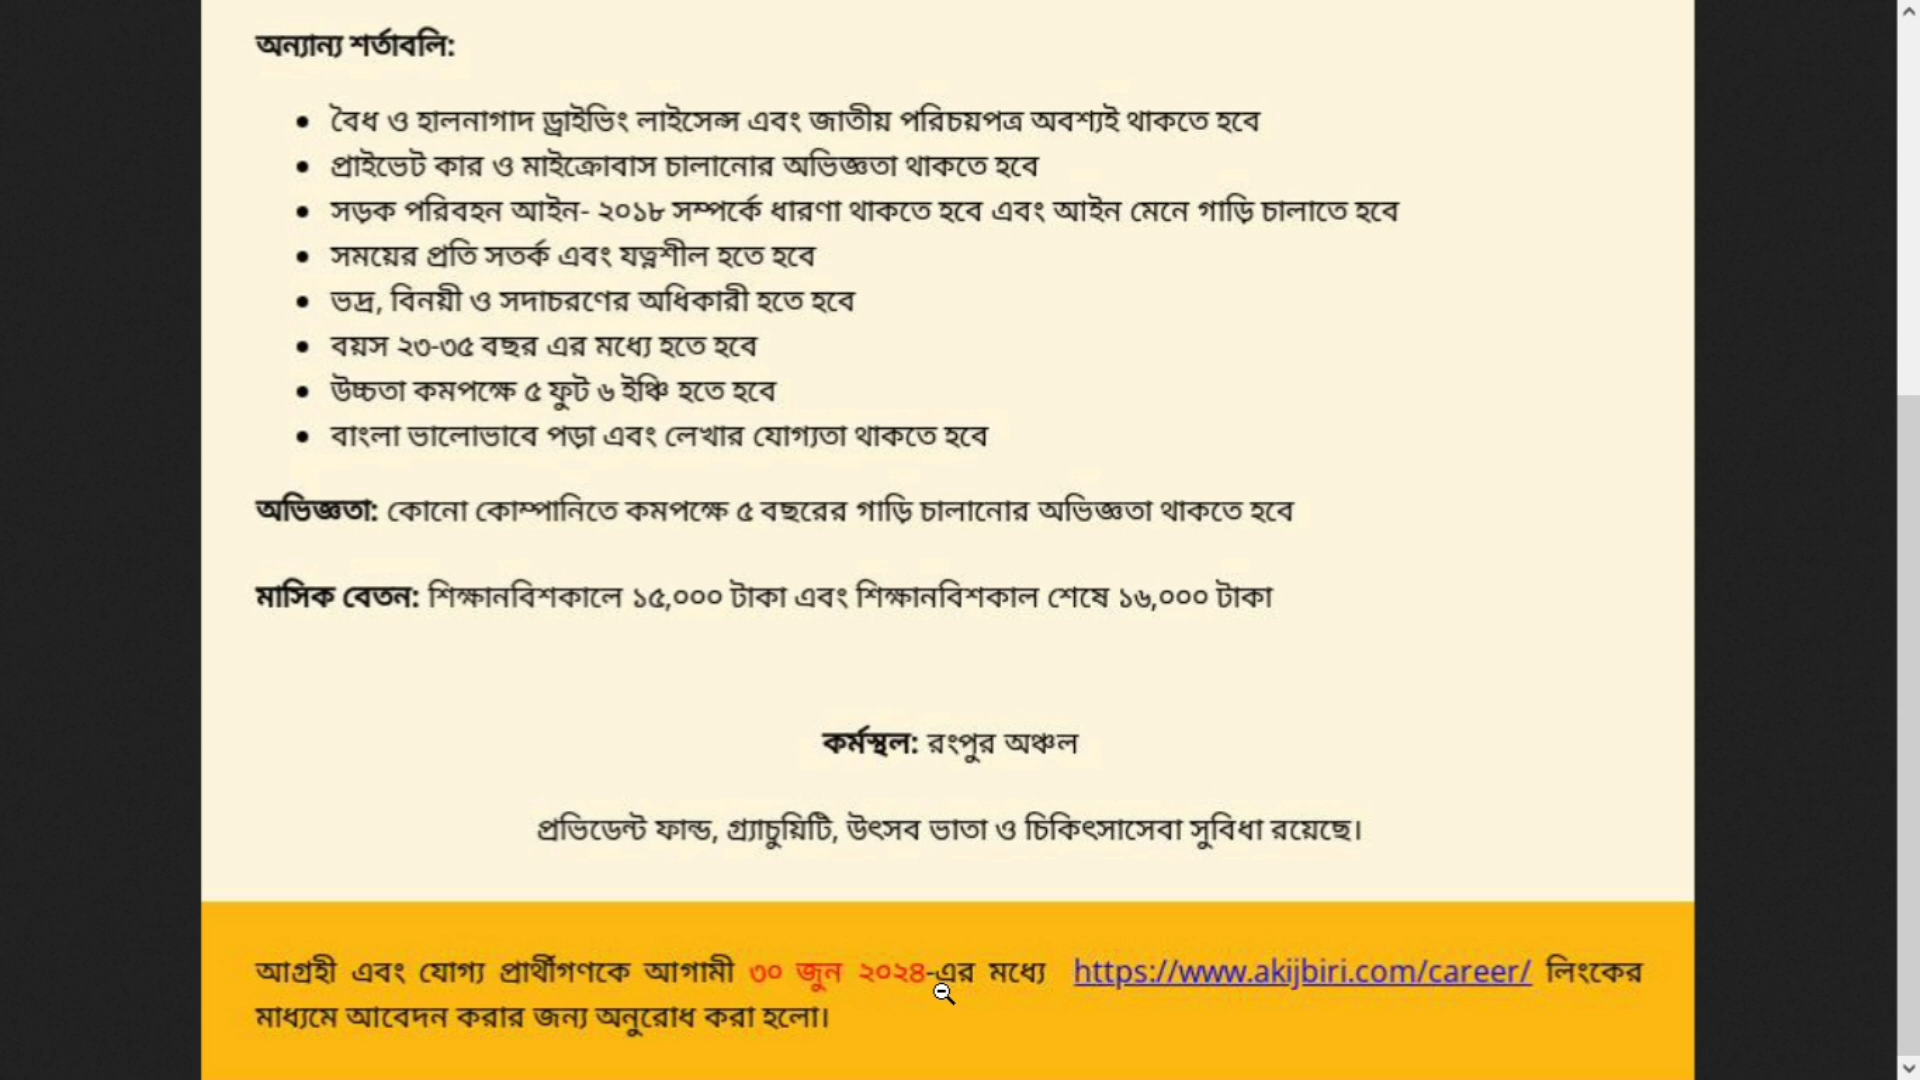 অন্যান্য শর্তাবলি:
বৈধ ও হালনাগাদ ড্রাইভিং লাইসেন্স এবং জাতীয় পরিচয়পত্র অবশ্যই থাকতে হবে
প্রাইভেট কার ও মাইক্রোবাস চালানোর অভিজ্ঞতা থাকতে হবে
সড়ক পরিবহন আইন- ২০১৮ সম্পর্কে ধারণা থাকতে হবে এবং আইন মেনে গাড়ি চালাতে হবে
সময়ের প্রতি সতর্ক এবং যত্নশীল হতে হবে
ভদ্র, বিনয়ী ও সদাচরণের অধিকারী হতে হবে
বয়স ২৩-৩৫ বছর এর মধ্যে হতে হবে
উচ্চতা কমপক্ষে ৫ ফুট ৬ ইঞ্চি হতে হবে
বাংলা ভালোভাবে পড়া এবং লেখার যোগ্যতা থাকতে হবে
অভিজ্ঞতা: কোনো কোম্পানিতে কমপক্ষে ৫ বছরের গাড়ি চালানোর অভিজ্ঞতা থাকতে হবে
মাসিক বেতন: শিক্ষানবিশকালে ১৫,০০০ টাকা এবং শিক্ষানবিশকাল শেষে ১৬,০০০ টাকা
কর্মস্থল: রংপুর অঞ্চল
প্রভিডেন্ট ফান্ড, গ্র্যাচুয়িটি, উৎসব ভাতা ও চিকিৎসাসেবা সুবিধা রয়েছে।
আগ্রহী এবং যোগ্য প্রার্থীগণকে আগামী ৩০ জুন ২০২৪-এর মধ্যে https://www.akijbiri.com/career/ লিংকের
মাধ্যমে আবেদন করার জন্য অনুরোধ করা হলো।